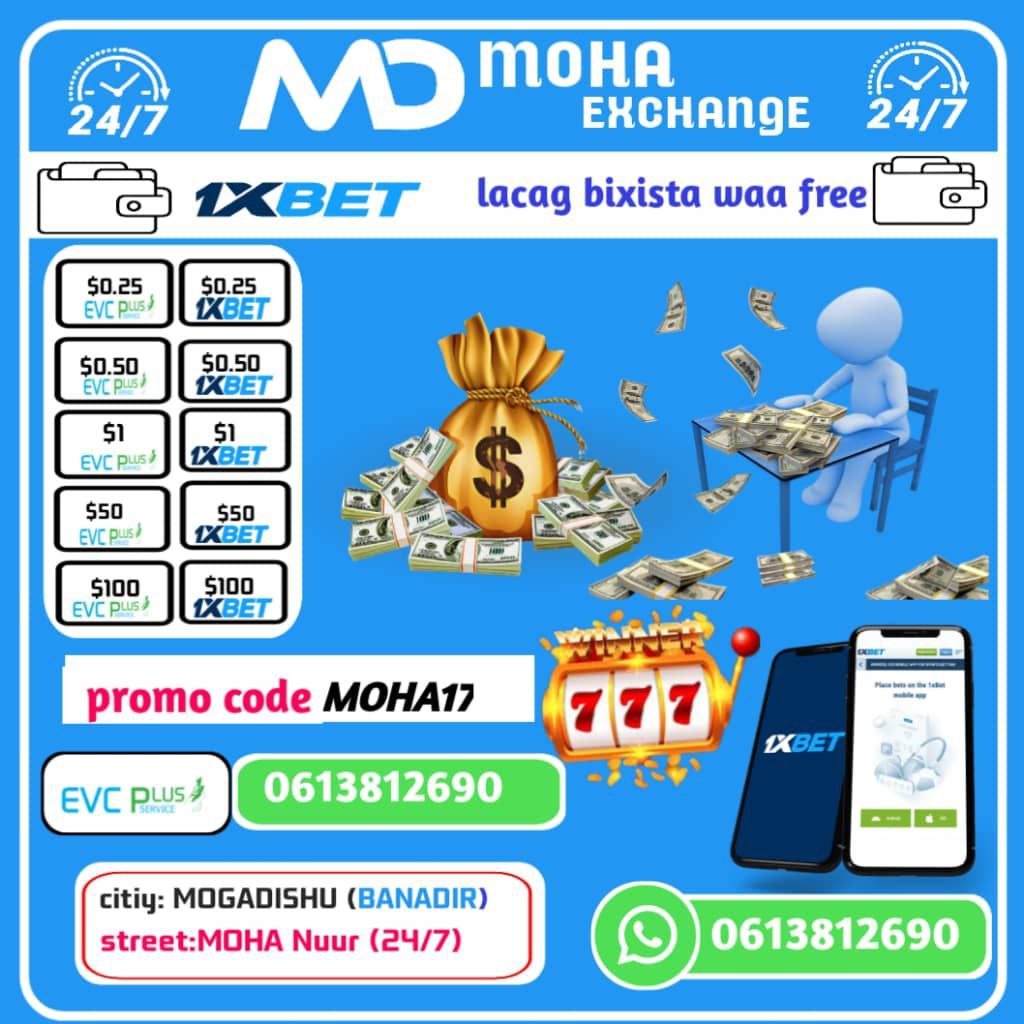 24/7
MD MOHA
EXCHANGE
24/7
1XBET
lacag bixista waa free
$0.25
EVC PLUS
SERVICE
$0.25
1XBET
$0.50
EVC PLUS
$0.50
1XBET
$1
EVC PLUS
SERVICE
$1
1XBET
$50
EVC PLUS
SERVICE
$50
1XBET
$100
EVC PLUS
SERVICE
$100
1XBET
$
100
100
WINNER
777
promo code MOHA17
1XBET
1XBET
Place bets on the 1xBet
mobile app
EVC PLUS
SERVICE
0613812690
citiy: MOGADISHU (BANADIR)
street:MOHA Nuur (24/7)
0613812690